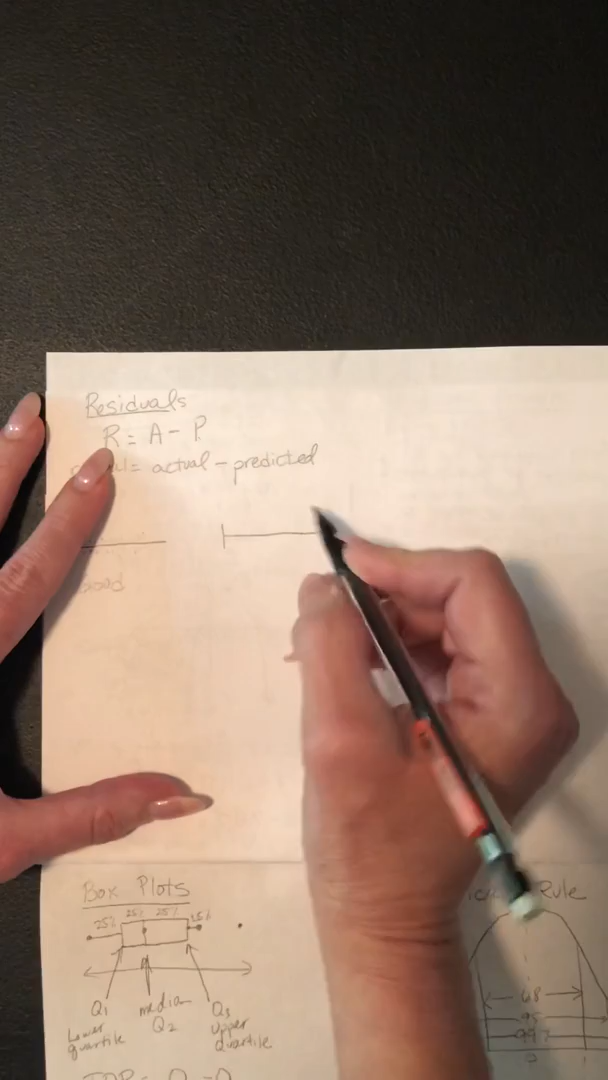 Residuals
R = A - P
= actual - predicted
good
Box Plots
25% 25% 25% 25%
Q1 median Q3
Lower Q2 upper
quartile quartile
Rule
68
95
99.7
IQR = Q - Q